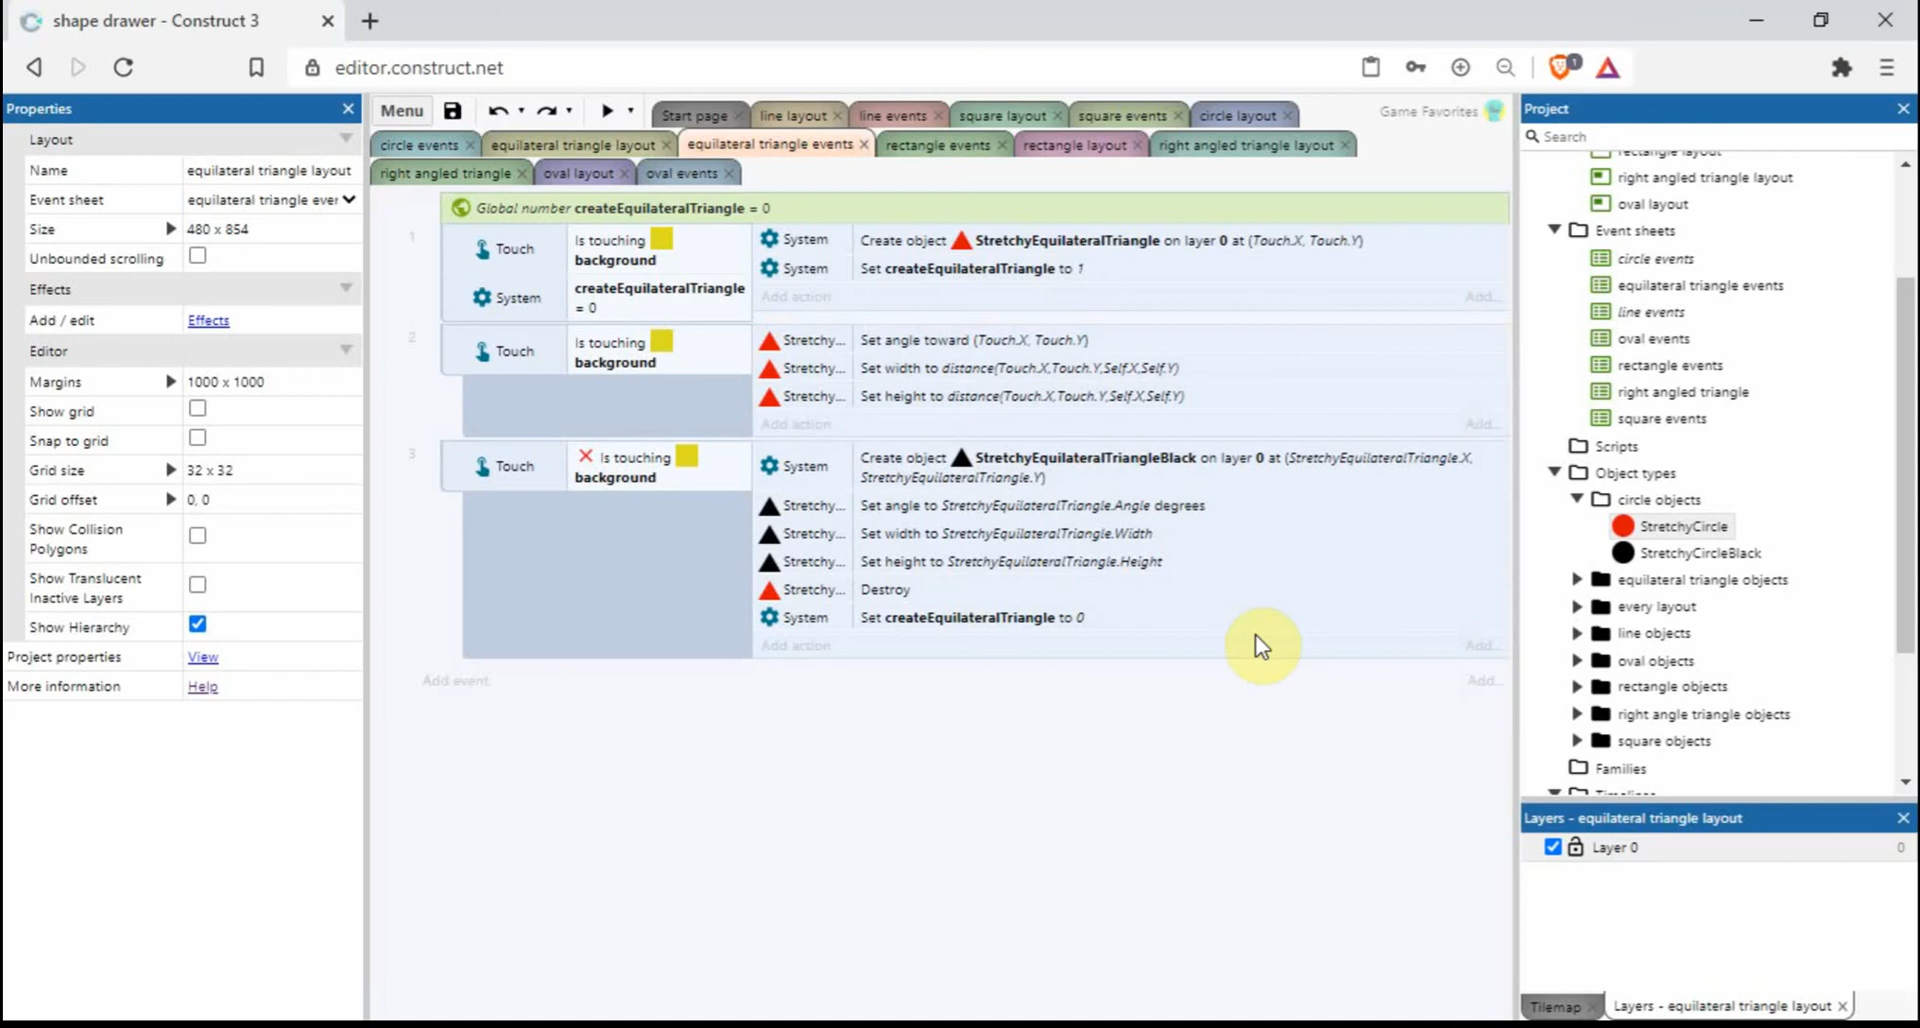 shape drawer - Construct 3
editor.construct.net
1
Properties
Layout
Name equilateral triangle layout
Event sheet equilateral triangle ever
Size 480 x 854
Unbounded scrolling
Effects
Add / edit Effects
Editor
Margins 1000 x 1000
Show grid
Snap to grid
Grid size 32 x 32
Grid offset 0, 0
Show Collision
Polygons
Show Translucent
Inactive Layers
Show Hierarchy
Project properties View
More information Help
Menu
Start page line layout line events square layout square events circle layout
Game Favorites
circle events equilateral triangle layout equilateral triangle events rectangle events rectangle layout right angled triangle layout
right angled triangle oval layout oval events
Global number createEquilateralTriangle = 0
1
Touch Is touching
background
System createEquilateralTriangle
= 0
System Create object StretchyEquilateralTriangle on layer 0 at (Touch.X, Touch.Y)
System Set createEquilateralTriangle to 1
Add action Add...
2
Touch Is touching
background
Stretchy... Set angle toward (Touch.X, Touch.Y)
Stretchy... Set width to distance(Touch.X,Touch.Y,Self.X,Self.Y)
Stretchy... Set height to distance(Touch.X,Touch.Y,Self.X,Self.Y)
Add action Add...
3
Touch Is touching
background
System Create object StretchyEquilateralTriangleBlack on layer 0 at (StretchyEquilateralTriangle.X,
StretchyEquilateralTriangle.Y)
Stretchy... Set angle to StretchyEquilateralTriangle.Angle degrees
Stretchy... Set width to StretchyEquilateralTriangle.Width
Stretchy... Set height to StretchyEquilateralTriangle.Height
Stretchy... Destroy
System Set createEquilateralTriangle to 0
Add action Add...
Add event Add...
Project
Search
rectangle layout
right angled triangle layout
oval layout
Event sheets
circle events
equilateral triangle events
line events
oval events
rectangle events
right angled triangle
square events
Scripts
Object types
circle objects
StretchyCircle
StretchyCircleBlack
equilateral triangle objects
every layout
line objects
oval objects
rectangle objects
right angle triangle objects
square objects
Families
Timelines
Layers - equilateral triangle layout
Layer 0 0
Tilemap Layers - equilateral triangle layout